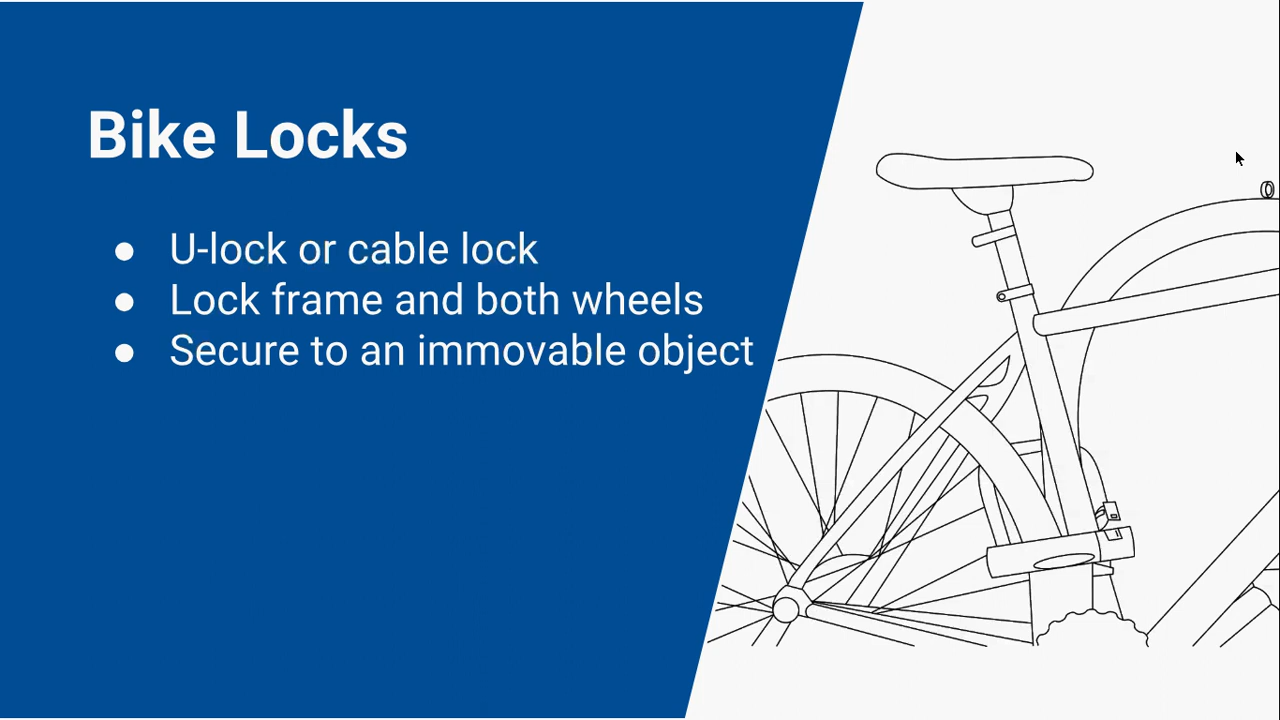 Bike Locks
● U-lock or cable lock
● Lock frame and both wheels
● Secure to an immovable object